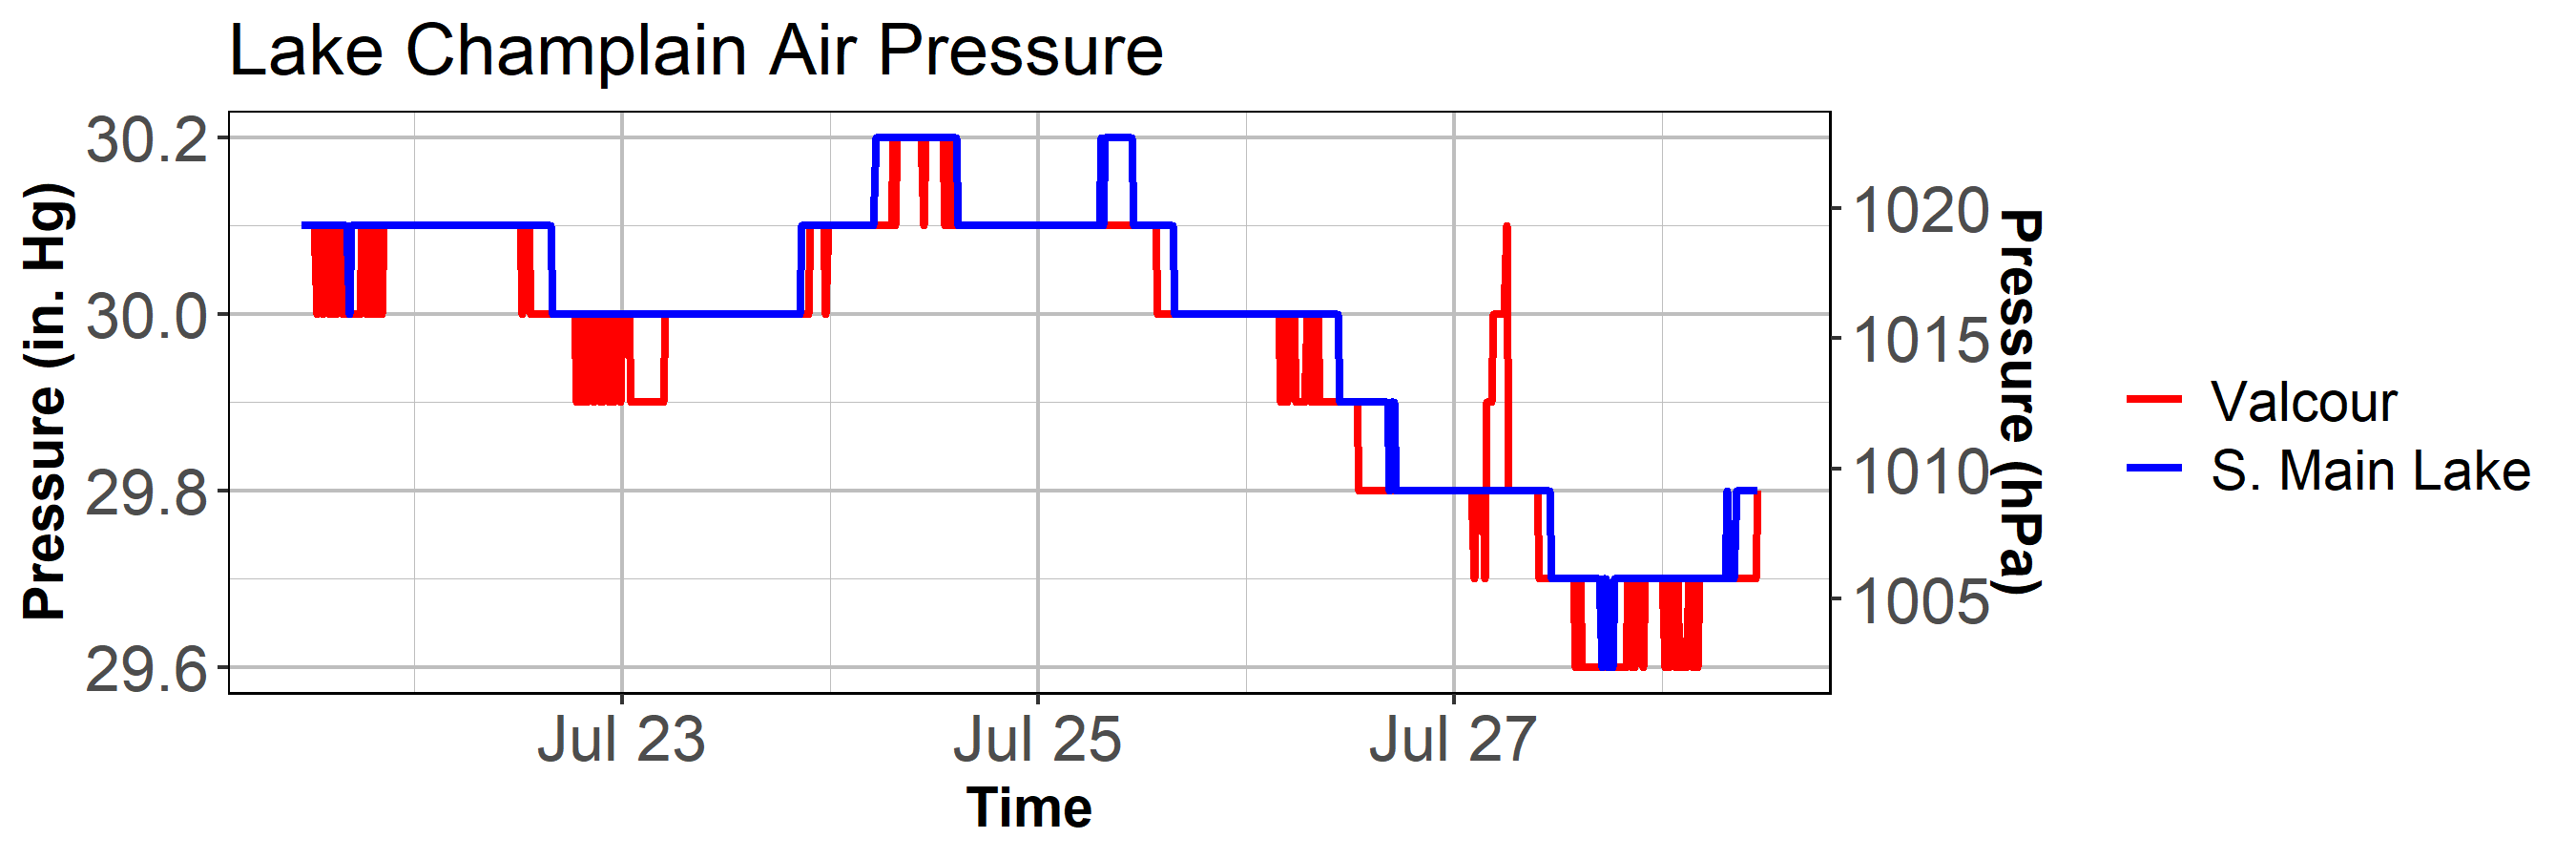 Lake Champlain Air Pressure
Pressure (in. Hg)
30.2
30.0
29.8
29.6
1020
1015
1010
1005
Pressure (hPa)
Jul 23
Jul 25
Jul 27
Time
Valcour
S. Main Lake